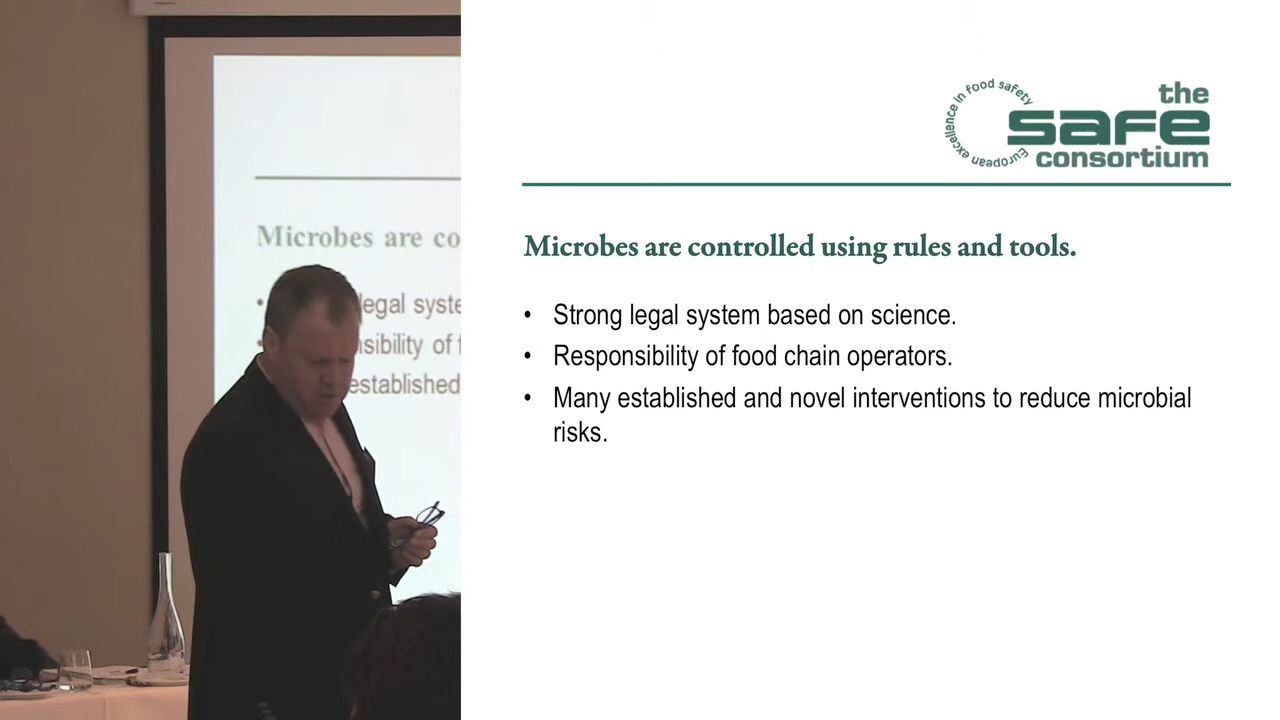 Microbes are co
legal syste
nsibility of f
established
European excellence in food safety
the
safe
consortium
Microbes are controlled using rules and tools.
• Strong legal system based on science.
• Responsibility of food chain operators.
• Many established and novel interventions to reduce microbial
risks.